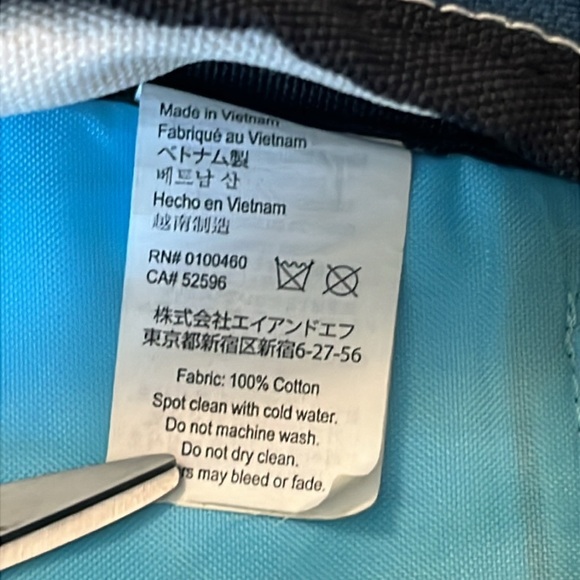 Made in Vietnam
Fabriqué au Vietnam
ベトナム製
베트남 산
Hecho en Vietnam
越南制造
RN# 0100460
CA# 52596
株式会社エイアンドエフ
東京都新宿区新宿6-27-56
Fabric: 100% Cotton
Spot clean with cold water.
Do not machine wash.
Do not dry clean.
may bleed or fade.